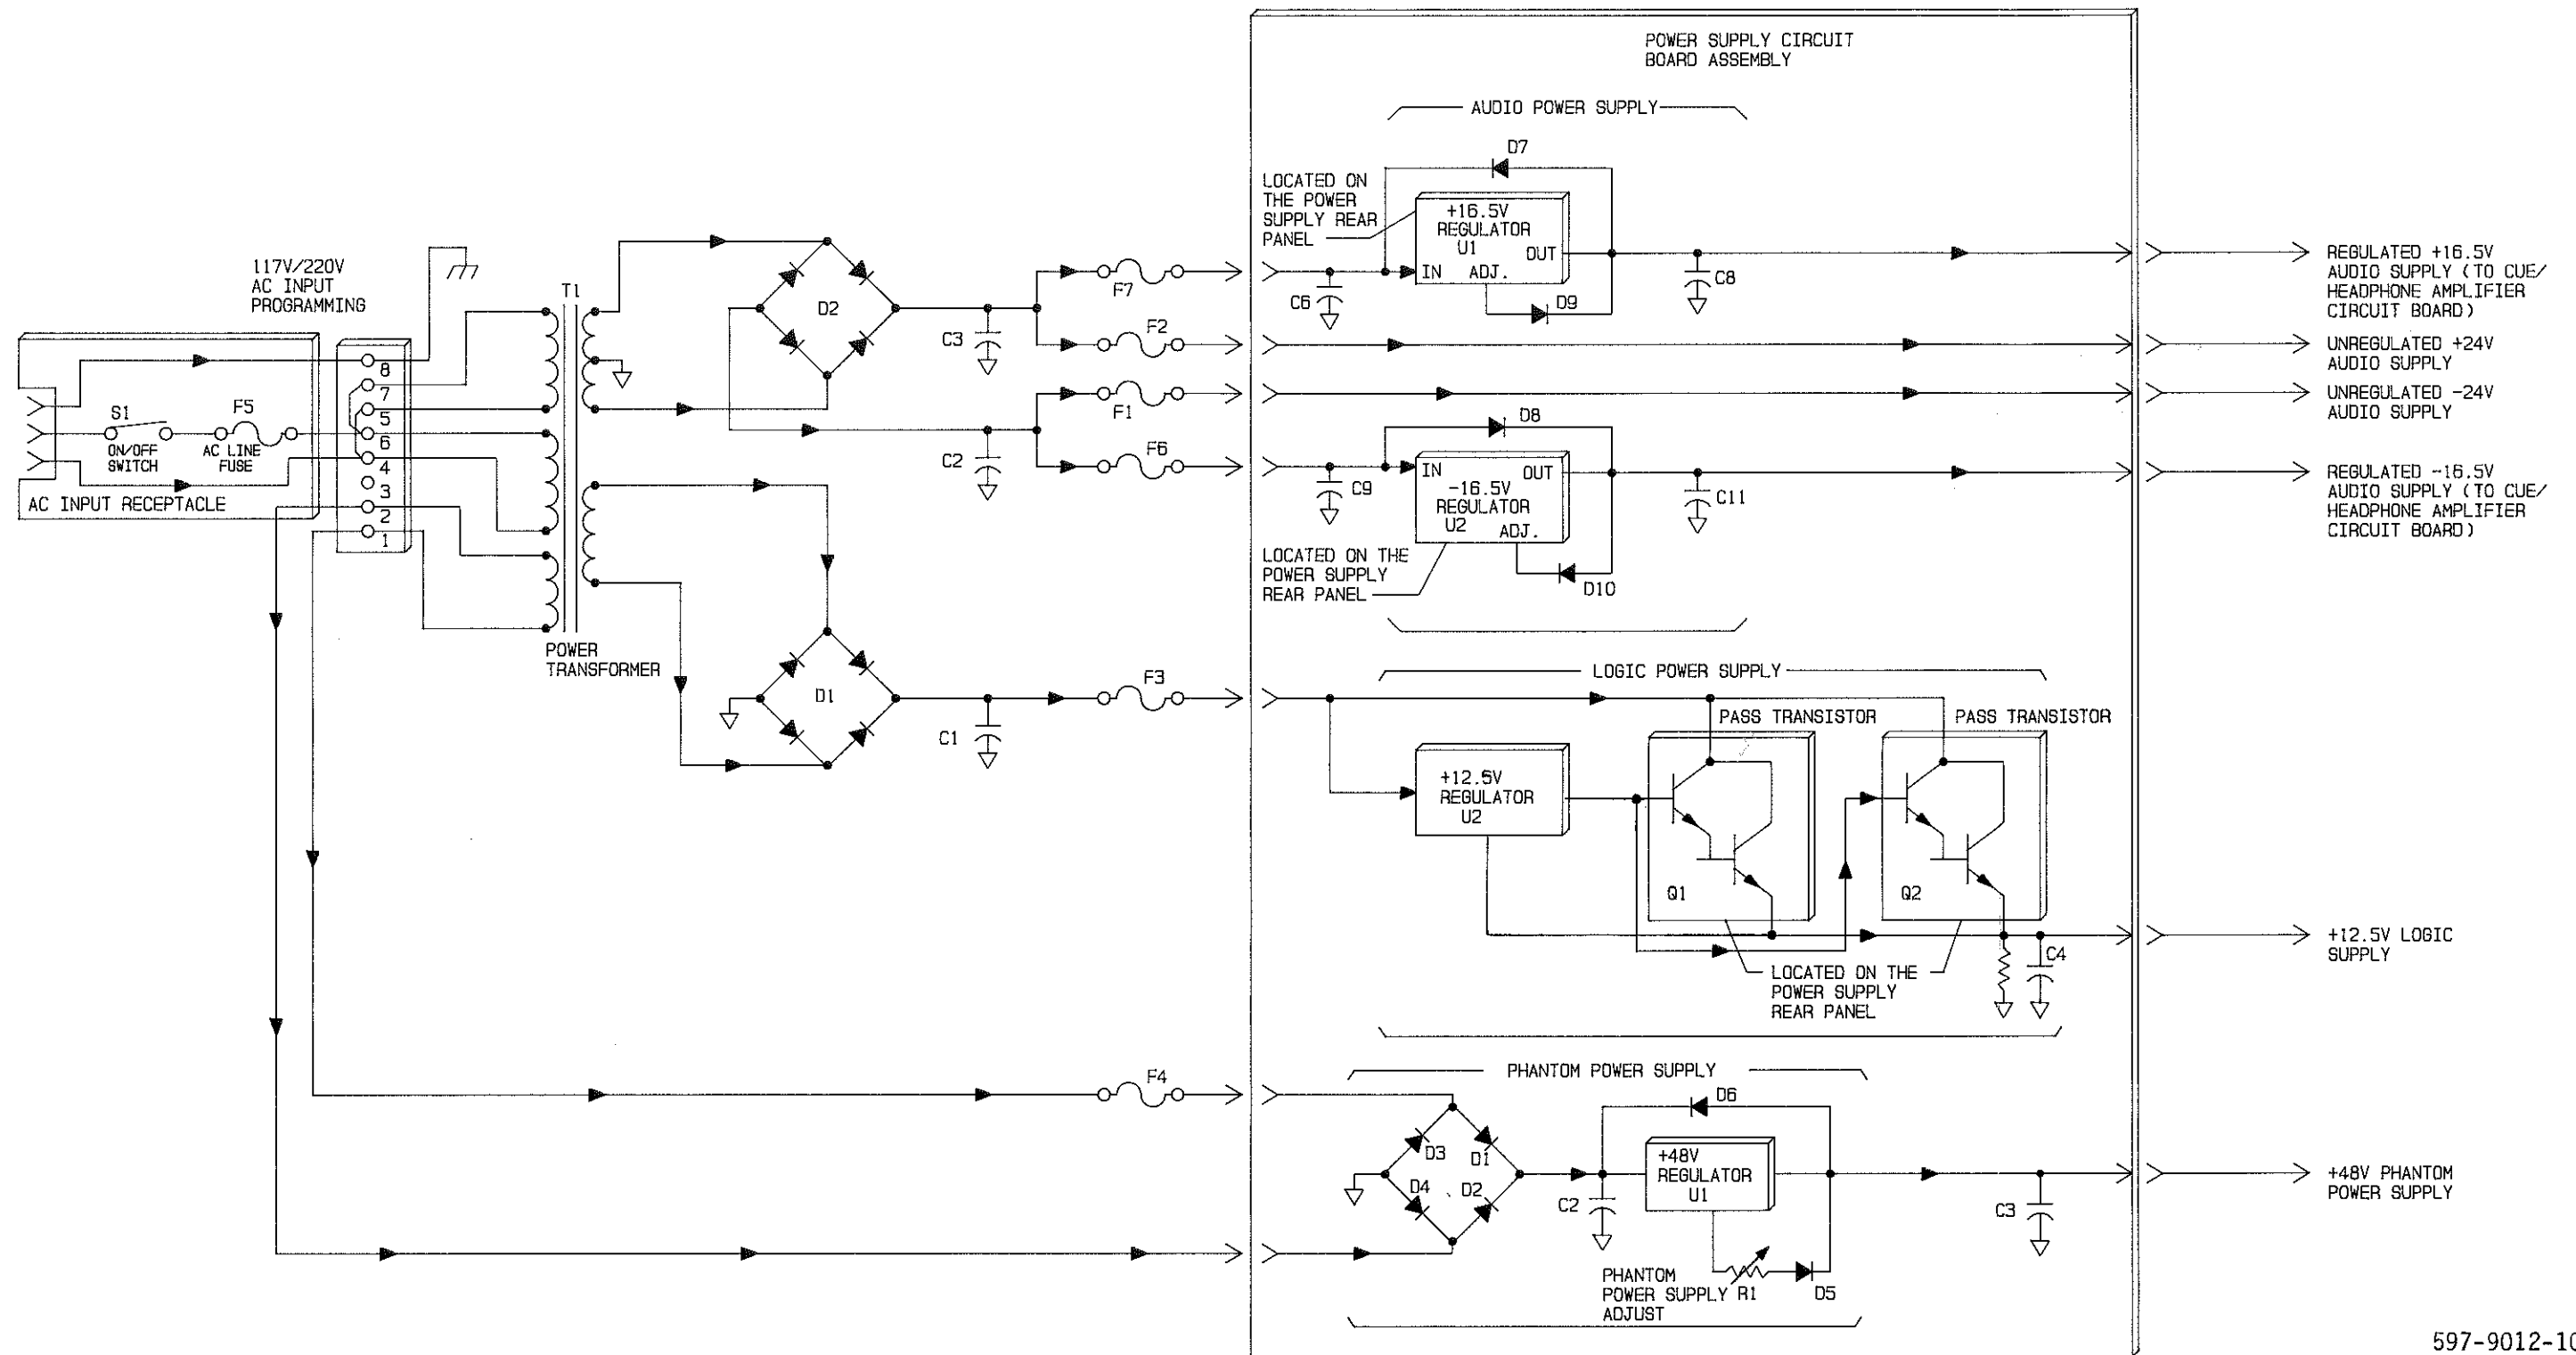 POWER SUPPLY CIRCUIT
BOARD ASSEMBLY
AUDIO POWER SUPPLY
D7
LOCATED ON
THE POWER
SUPPLY REAR
PANEL
+16.5V
REGULATOR
U1
OUT
IN ADJ.
D9
C6
C8
REGULATED +16.5V
AUDIO SUPPLY (TO CUE/
HEADPHONE AMPLIFIER
CIRCUIT BOARD)
117V/220V
AC INPUT
PROGRAMMING
T1
D2
C3
F7
F2
UNREGULATED +24V
AUDIO SUPPLY
8
7
5
6
4
3
2
1
S1
ON/OFF
SWITCH
F5
AC LINE
FUSE
AC INPUT RECEPTACLE
F1
UNREGULATED -24V
AUDIO SUPPLY
C2
F6
D8
IN OUT
-16.5V
REGULATOR
U2
ADJ.
C9
C11
D10
REGULATED -16.5V
AUDIO SUPPLY (TO CUE/
HEADPHONE AMPLIFIER
CIRCUIT BOARD)
LOCATED ON THE
POWER SUPPLY
REAR PANEL
POWER
TRANSFORMER
D1
C1
F3
LOGIC POWER SUPPLY
PASS TRANSISTOR
PASS TRANSISTOR
+12.5V
REGULATOR
U2
Q1
Q2
LOCATED ON THE
POWER SUPPLY
REAR PANEL
C4
+12.5V LOGIC
SUPPLY
F4
PHANTOM POWER SUPPLY
D6
D3
D1
D4
D2
C2
+48V
REGULATOR
U1
C3
+48V PHANTOM
POWER SUPPLY
PHANTOM
POWER SUPPLY R1
ADJUST
D5
597-9012-10